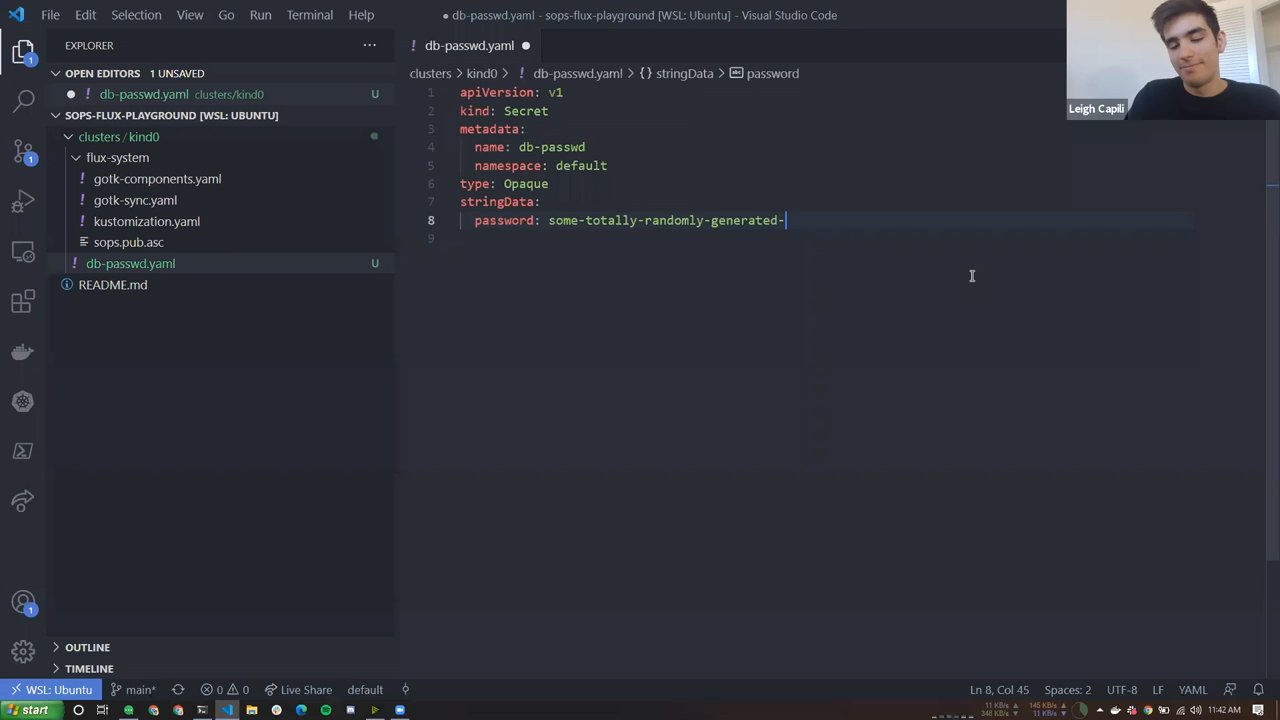 File Edit Selection View Go Run Terminal Help
● db-passwd.yaml - sops-flux-playground [WSL: Ubuntu] - Visual Studio Code
EXPLORER
OPEN EDITORS 1 UNSAVED
! db-passwd.yaml clusters/kind0 U
SOPS-FLUX-PLAYGROUND [WSL: UBUNTU]
clusters / kind0
flux-system
! gotk-components.yaml
! gotk-sync.yaml
! kustomization.yaml
sops.pub.asc
! db-passwd.yaml U
README.md
OUTLINE
TIMELINE
1
1
1
! db-passwd.yaml
clusters > kind0 > db-passwd.yaml > {} stringData > abc password
1 apiVersion: v1
2 kind: Secret
3 metadata:
4 name: db-passwd
5 namespace: default
6 type: Opaque
7 stringData:
8 password: some-totally-randomly-generated-
9
Leigh Capili
WSL: Ubuntu main* 0 0 Live Share default Ln 8, Col 45 Spaces: 2 UTF-8 LF YAML
start 11:42 AM